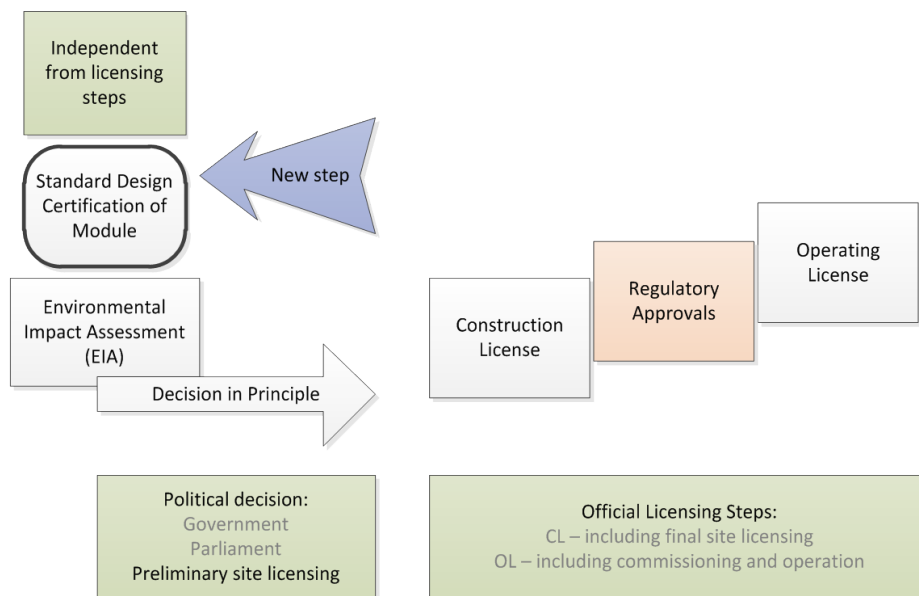 Independent
from licensing
steps
Standard Design
Certification of
Module
New step
Environmental
Impact Assessment
(EIA)
Decision in Principle
Construction
License
Regulatory
Approvals
Operating
License
Political decision:
Government
Parliament
Preliminary site licensing
Official Licensing Steps:
CL – including final site licensing
OL – including commissioning and operation